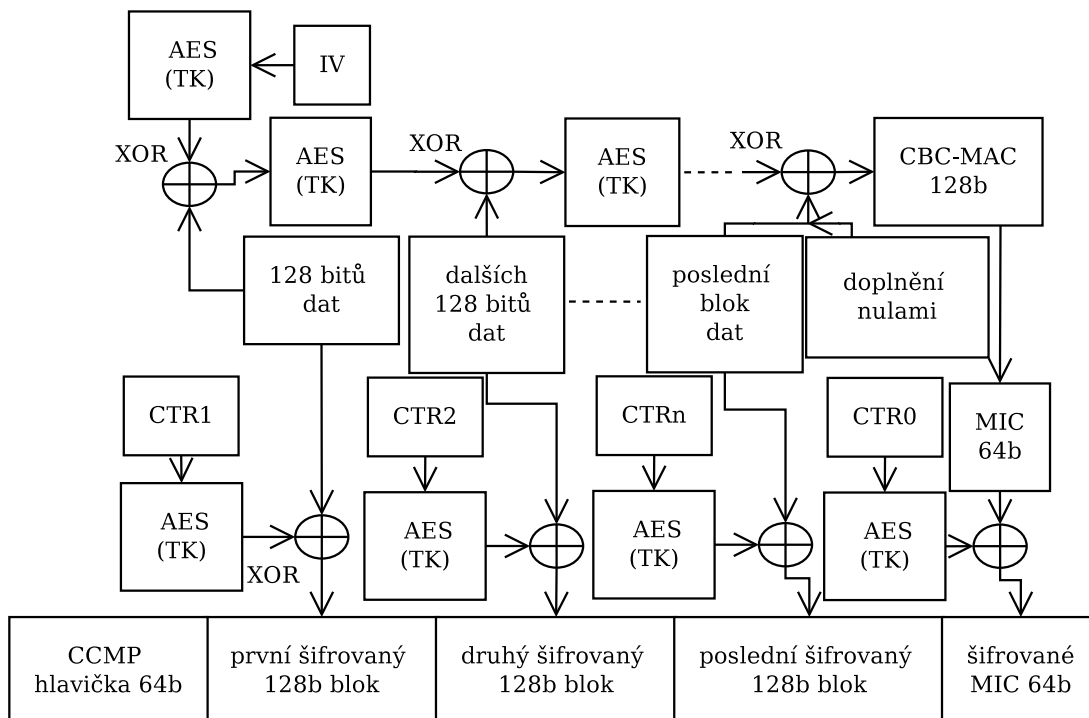 AES
(TK)
IV
XOR
AES
(TK)
XOR
AES
(TK)
XOR
CBC-MAC
128b
128 bitů
dat
dalších
128 bitů
dat
poslední
blok
dat
doplnění
nulami
CTR1
CTR2
CTRn
CTR0
MIC
64b
AES
(TK)
XOR
AES
(TK)
AES
(TK)
AES
(TK)
CCMP
hlavička 64b
první šifrovaný
128b blok
druhý šifrovaný
128b blok
poslední šifrovaný
128b blok
šifrované
MIC 64b